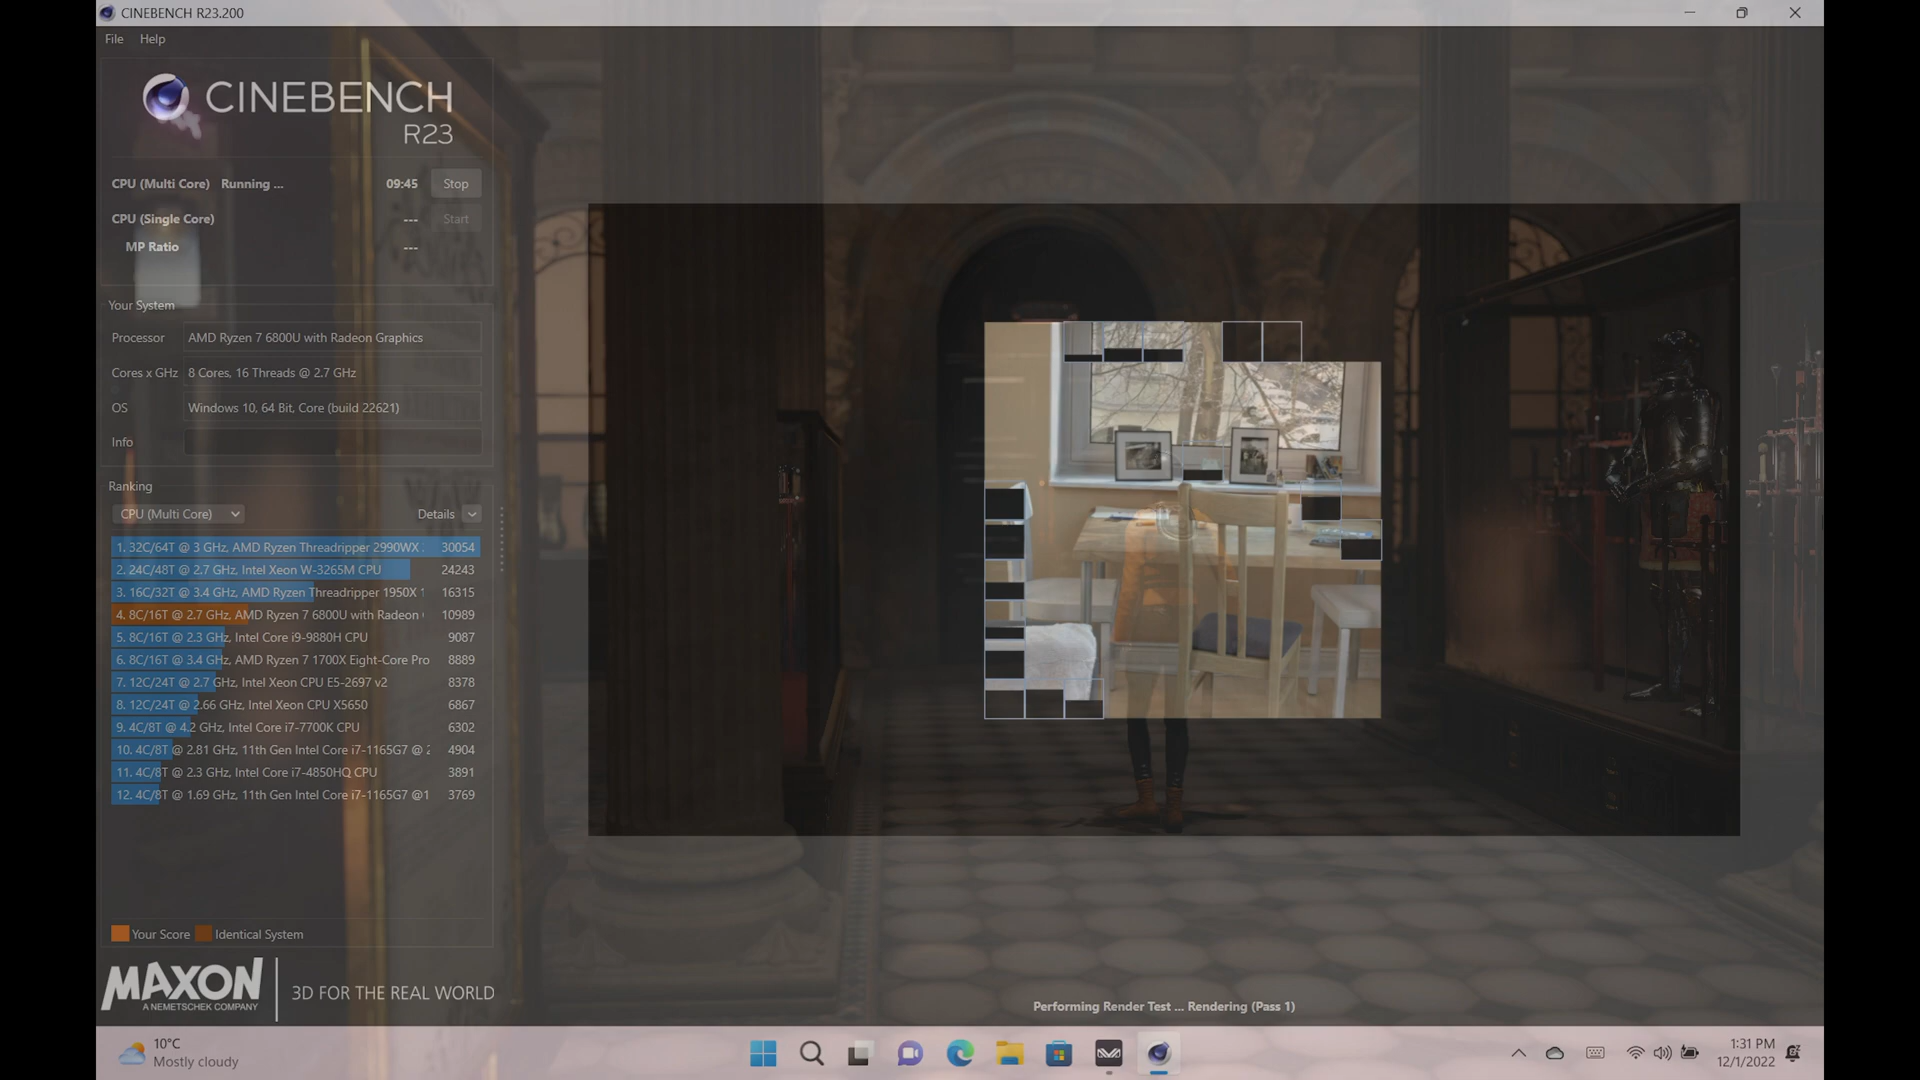 CINEBENCH R23.200
File Help
CINEBENCH
R23
CPU (Multi Core) Running ... 09:45 Stop
CPU (Single Core) --- Start
MP Ratio ---
Your System
Processor AMD Ryzen 7 6800U with Radeon Graphics
Cores x GHz 8 Cores, 16 Threads @ 2.7 GHz
OS Windows 10, 64 Bit, Core (build 22621)
Info
Ranking
CPU (Multi Core) Details
1. 32C/64T @ 3 GHz, AMD Ryzen Threadripper 2990WX 30054
2. 24C/48T @ 2.7 GHz, Intel Xeon W-3265M CPU 24243
3. 16C/32T @ 3.4 GHz, AMD Ryzen Threadripper 1950X 1 16315
4. 8C/16T @ 2.7 GHz, AMD Ryzen 7 6800U with Radeon 10989
5. 8C/16T @ 2.3 GHz, Intel Core i9-9880H CPU 9087
6. 8C/16T @ 3.4 GHz, AMD Ryzen 7 1700X Eight-Core Pro 8889
7. 12C/24T @ 2.7 GHz, Intel Xeon CPU E5-2697 v2 8378
8. 12C/24T @ 2.66 GHz, Intel Xeon CPU X5650 6867
9. 4C/8T @ 4.2 GHz, Intel Core i7-7700K CPU 6302
10. 4C/8T @ 2.81 GHz, 11th Gen Intel Core i7-1165G7 @ 2 4904
11. 4C/8T @ 2.3 GHz, Intel Core i7-4850HQ CPU 3891
12. 4C/8T @ 1.69 GHz, 11th Gen Intel Core i7-1165G7 @1 3769
Your Score Identical System
MAXON
A NEMETSCHEK COMPANY
3D FOR THE REAL WORLD
Performing Render Test ... Rendering (Pass 1)
10°C
Mostly cloudy
1:31 PM
12/1/2022